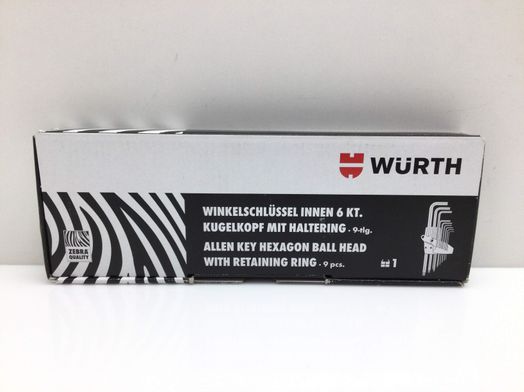 WÜRTH
WINKELSCHLÜSSEL INNEN 6 KT.
KUGELKOPF MIT HALTERING - 9-tlg.
ALLEN KEY HEXAGON BALL HEAD
WITH RETAINING RING - 9 pcs.
1
ZEBRA
QUALITY